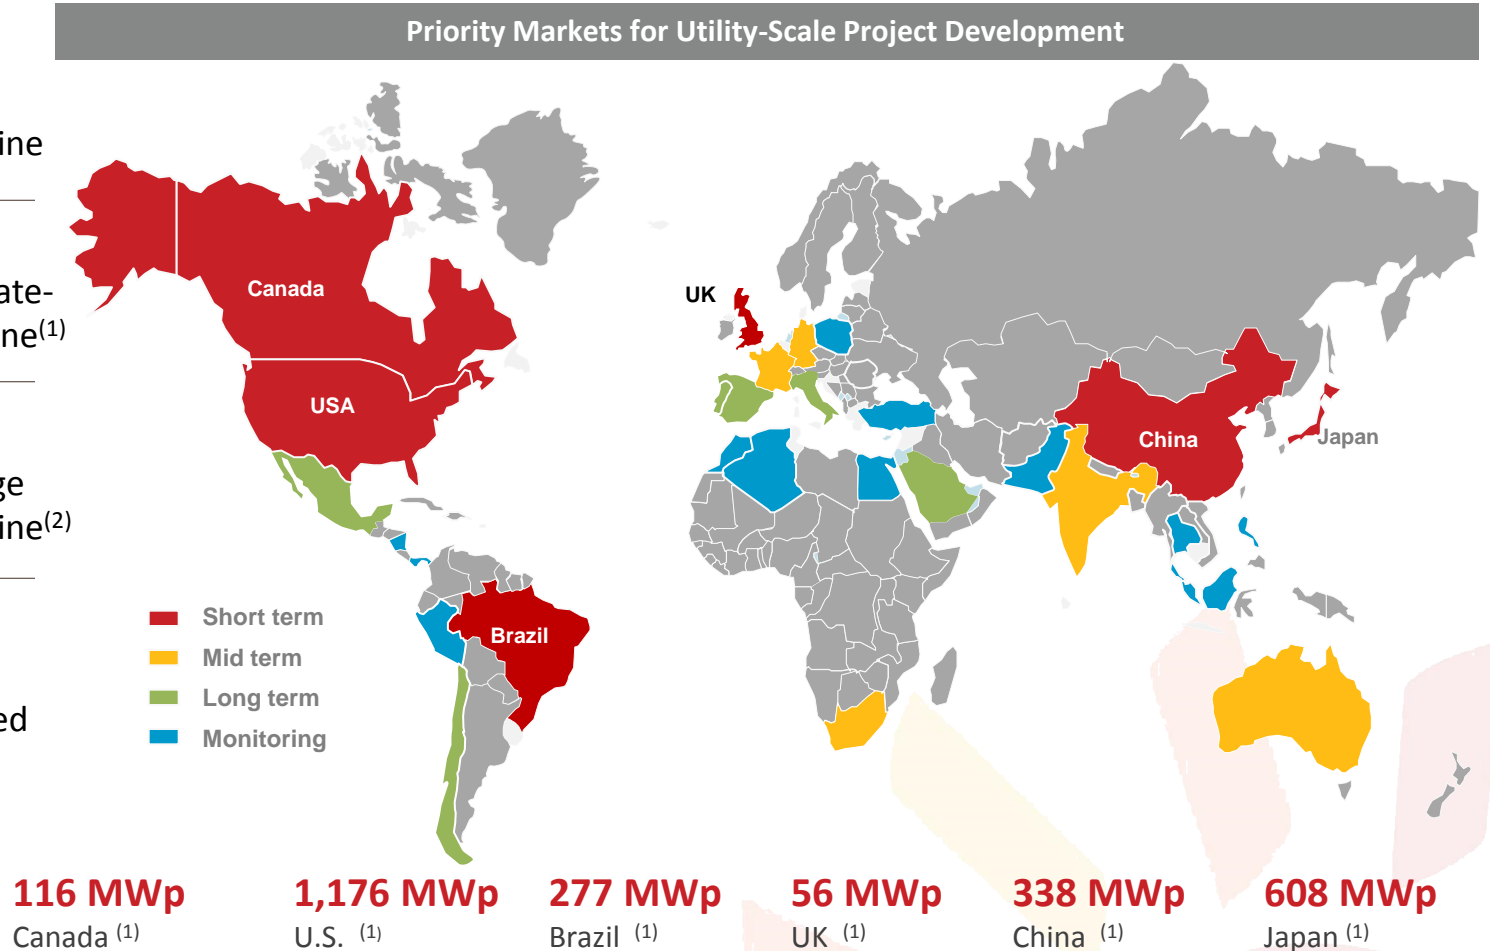 Priority Markets for Utility-Scale Project Development
ine
ate-
ne(1)
ge
ine(2)
ed
Canada
USA
UK
China
Japan
Brazil
Short term
Mid term
Long term
Monitoring
116 MWp
Canada (1)
1,176 MWp
U.S. (1)
277 MWp
Brazil (1)
56 MWp
UK (1)
338 MWp
China (1)
608 MWp
Japan (1)